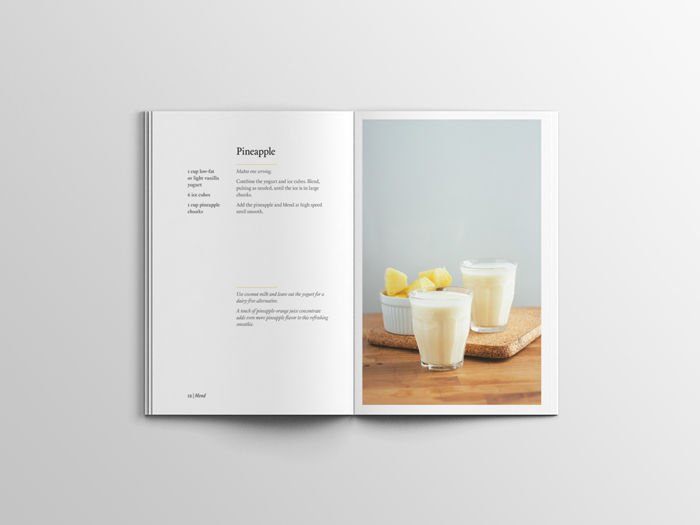 Pineapple
1 cup low-fat
or light vanilla
yogurt
6 ice cubes
1 cup pineapple
chunks
Makes one serving.
Combine the yogurt and ice cubes. Blend,
pulsing as needed, until the ice is in large
chunks.
Add the pineapple and blend at high speed
until smooth.
Use coconut milk and leave out the yogurt for a
dairy-free alternative.
A touch of pineapple-orange juice concentrate
adds even more pineapple flavor to this refreshing
smoothie.
| blend